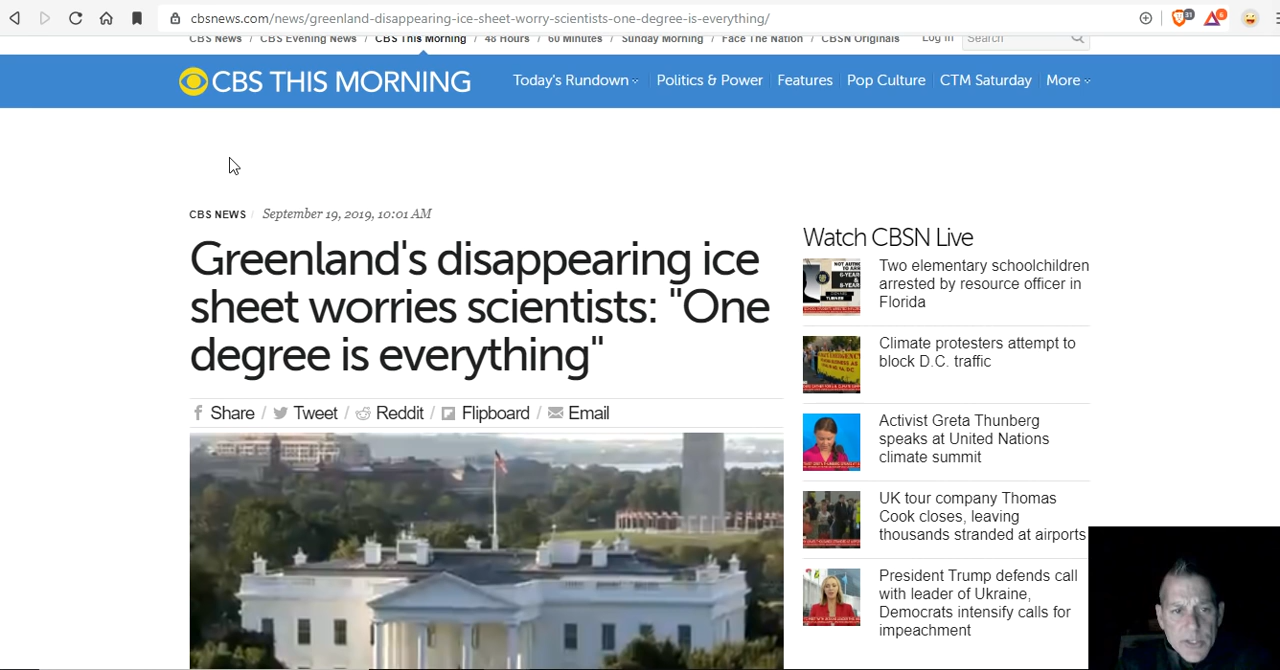 cbsnews.com/news/greenland-disappearing-ice-sheet-worry-scientists-one-degree-is-everything/
31
6
CBS News / CBS Evening News / CBS This Morning / 48 Hours / 60 Minutes / Sunday Morning / Face The Nation / CBSN Originals Log In Search
CBS THIS MORNING Today's Rundown Politics & Power Features Pop Culture CTM Saturday More
CBS NEWS September 19, 2019, 10:01 AM
Greenland's disappearing ice
sheet worries scientists: "One
degree is everything"
Share / Tweet / Reddit / Flipboard / Email
Watch CBSN Live
Two elementary schoolchildren
arrested by resource officer in
Florida
Climate protesters attempt to
block D.C. traffic
Activist Greta Thunberg
speaks at United Nations
climate summit
UK tour company Thomas
Cook closes, leaving
thousands stranded at airports
President Trump defends call
with leader of Ukraine,
Democrats intensify calls for
impeachment